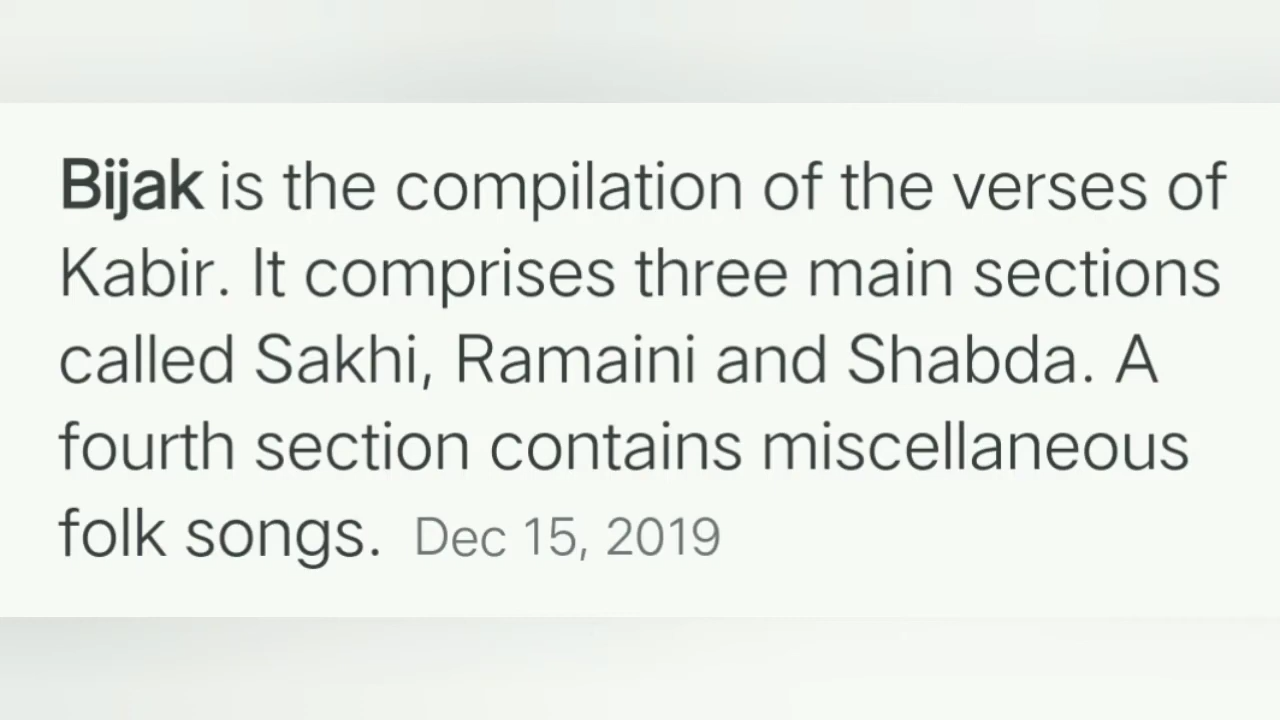 Bijak is the compilation of the verses of
Kabir. It comprises three main sections
called Sakhi, Ramaini and Shabda. A
fourth section contains miscellaneous
folk songs. Dec 15, 2019